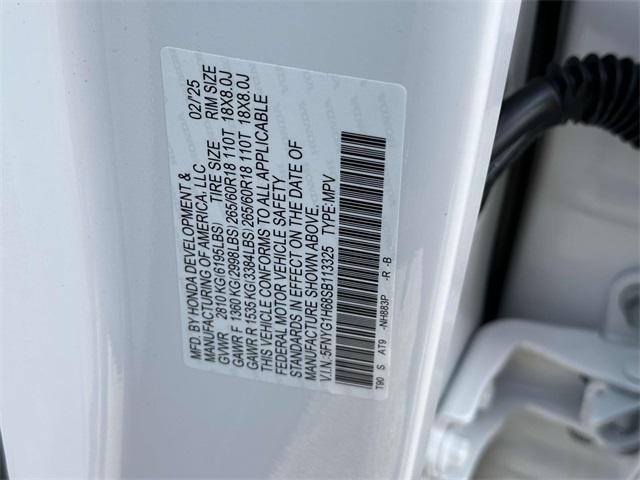 MFD. BY HONDA DEVELOPMENT & 02/'25
MANUFACTURING OF AMERICA, LLC
GVWR 2810 KG(6195LBS) TIRE SIZE RIM SIZE
GAWR F 1360 KG(2998LBS) 265/60R18 110T 18X8.0J
GAWR R 1535 KG(3384LBS) 265/60R18 110T 18X8.0J
THIS VEHICLE CONFORMS TO ALL APPLICABLE
FEDERAL MOTOR VEHICLE SAFETY
STANDARDS IN EFFECT ON THE DATE OF
MANUFACTURE SHOWN ABOVE.
V.I.N.:5FNYG1H68SB113325 TYPE:MPV
T90 S AT9 -NH883P -R -B